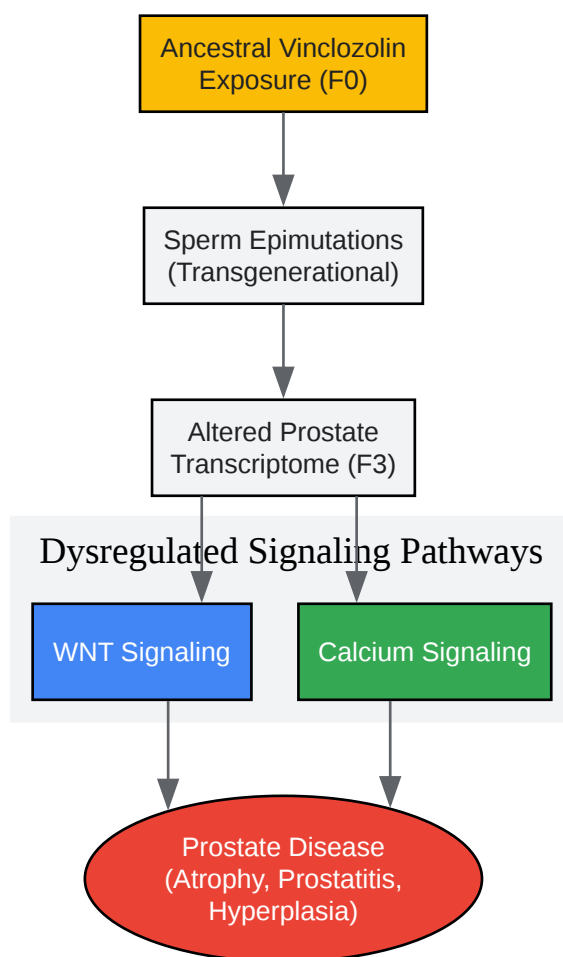 Ancestral Vinclozolin
Exposure (F0)
Sperm Epimutations
(Transgenerational)
Altered Prostate
Transcriptome (F3)
Dysregulated Signaling Pathways
WNT Signaling
Calcium Signaling
Prostate Disease
(Atrophy, Prostatitis,
Hyperplasia)